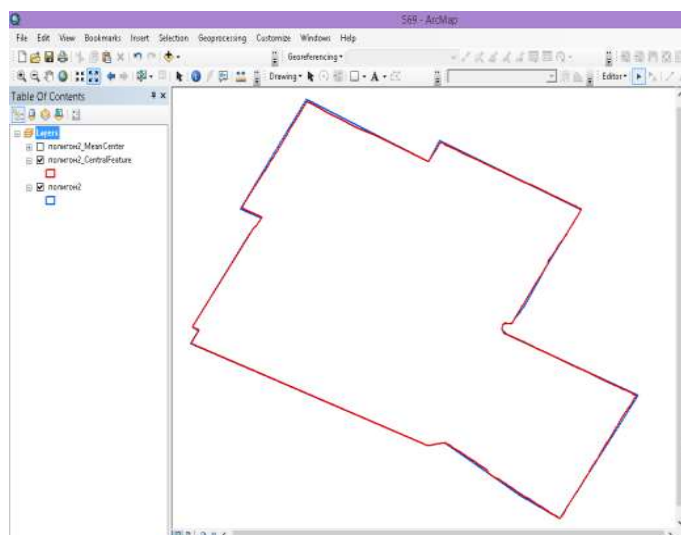 569 - ArcMap
File Edit View Bookmarks Insert Selection Geoprocessing Customize Windows Help
Georeferencing
Drawing A Editor
Table Of Contents
Layers
полигон2_MeanCenter
полигон2_CentralFeature
полигон2